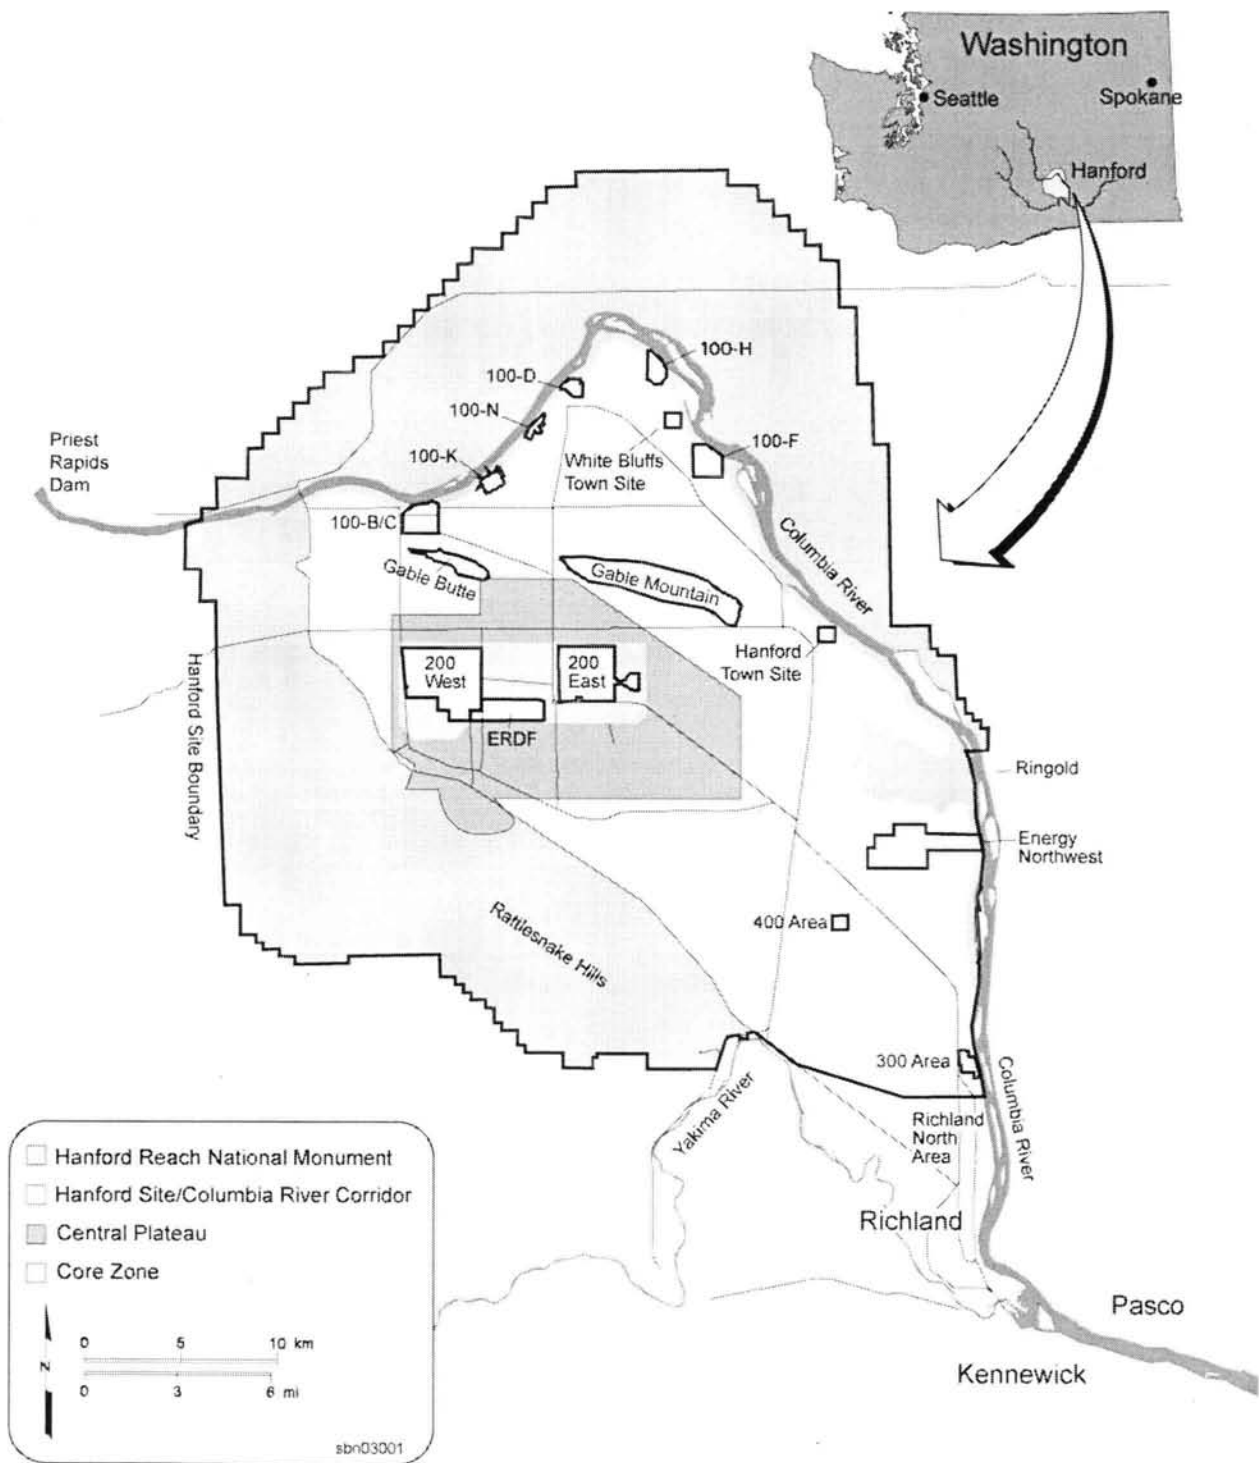 Washington
Seattle
Spokane
Hanford
100-H
100-D
100-N
100-K
100-F
Priest
Rapids
Dam
White Bluffs
Town Site
100-B/C
Columbia River
Gable Butte
Gable Mountain
Hanford
Town Site
200
West
200
East
ERDF
Hanford Site Boundary
Ringold
Energy
Northwest
Rattlesnake Hills
400 Area
300 Area
Columbia River
Yakima River
Richland
North
Area
Richland
Pasco
Kennewick
Hanford Reach National Monument
Hanford Site/Columbia River Corridor
Central Plateau
Core Zone
N
0 5 10 km
0 3 6 mi
sbn03001